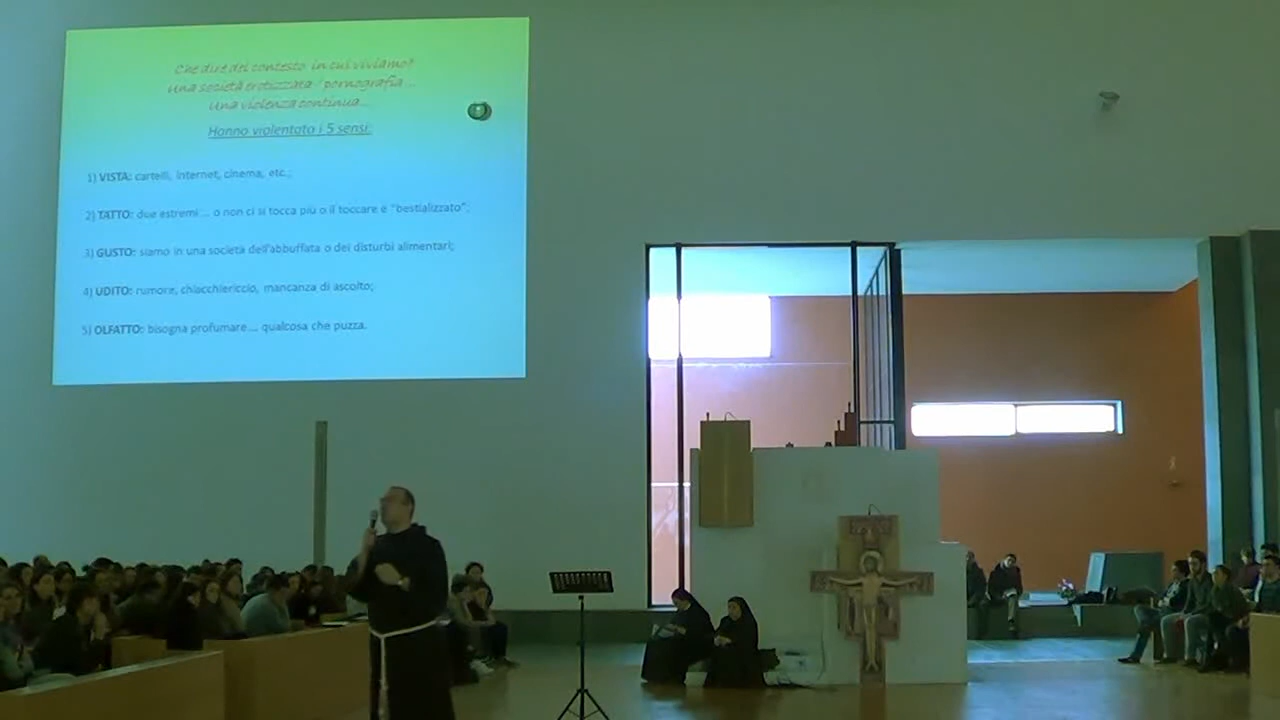 Che dire del contesto in cui viviamo?
Una società erotizzata / pornografia ...
Una violenza continua...
Hanno violentato i 5 sensi:
1) VISTA: cartelli, internet, cinema, etc.;
2) TATTO: due estremi ... o non ci si tocca più o il toccare è "bestializzato";
3) GUSTO: siamo in una società dell'abbuffata o dei disturbi alimentari;
4) UDITO: rumore, chiacchiericcio, mancanza di ascolto;
5) OLFATTO: bisogna profumare... qualcosa che puzza.